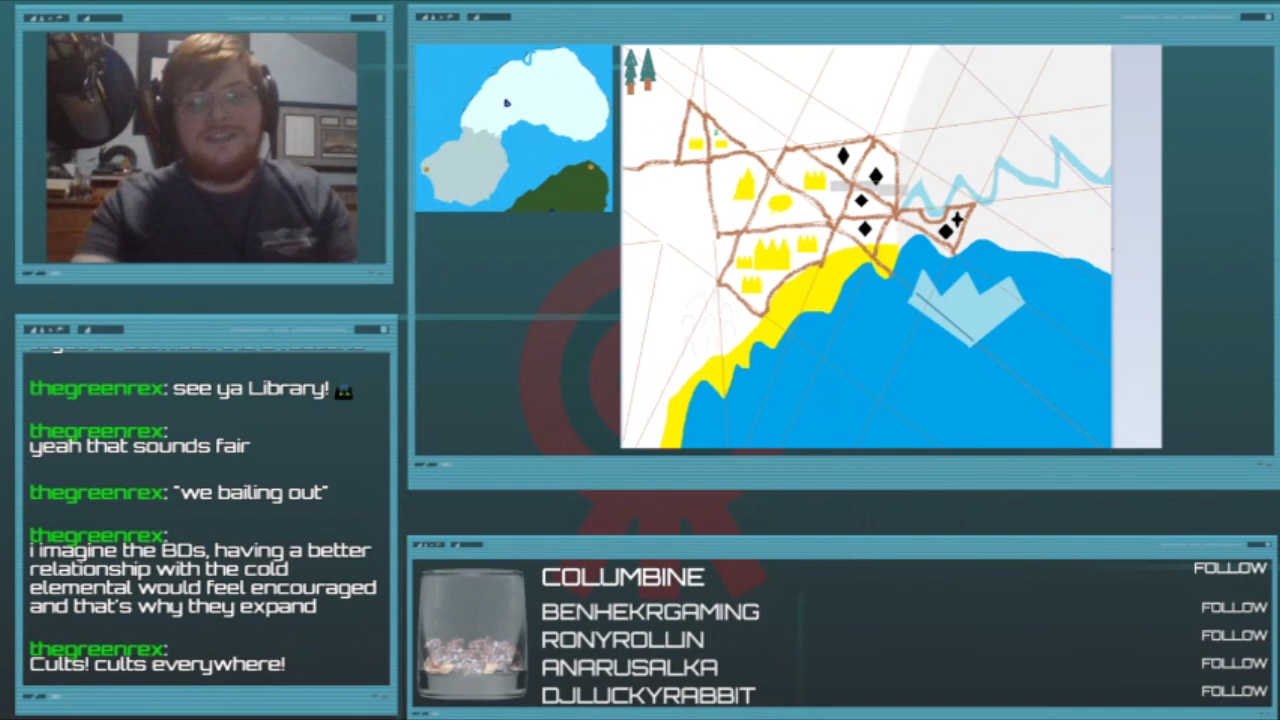 thegreenrex: see ya Library!
thegreenrex:
yeah that sounds fair
thegreenrex: "we bailing out"
thegreenrex:
i imagine the BDs, having a better
relationship with the cold
elemental would feel encouraged
and that's why they expand
thegreenrex:
Cults! cults everywhere!
COLUMBINE FOLLOW
BENHEKRGAMING FOLLOW
RONYROLLIN FOLLOW
ANARUSALKA FOLLOW
DJLUCKYRABBIT FOLLOW